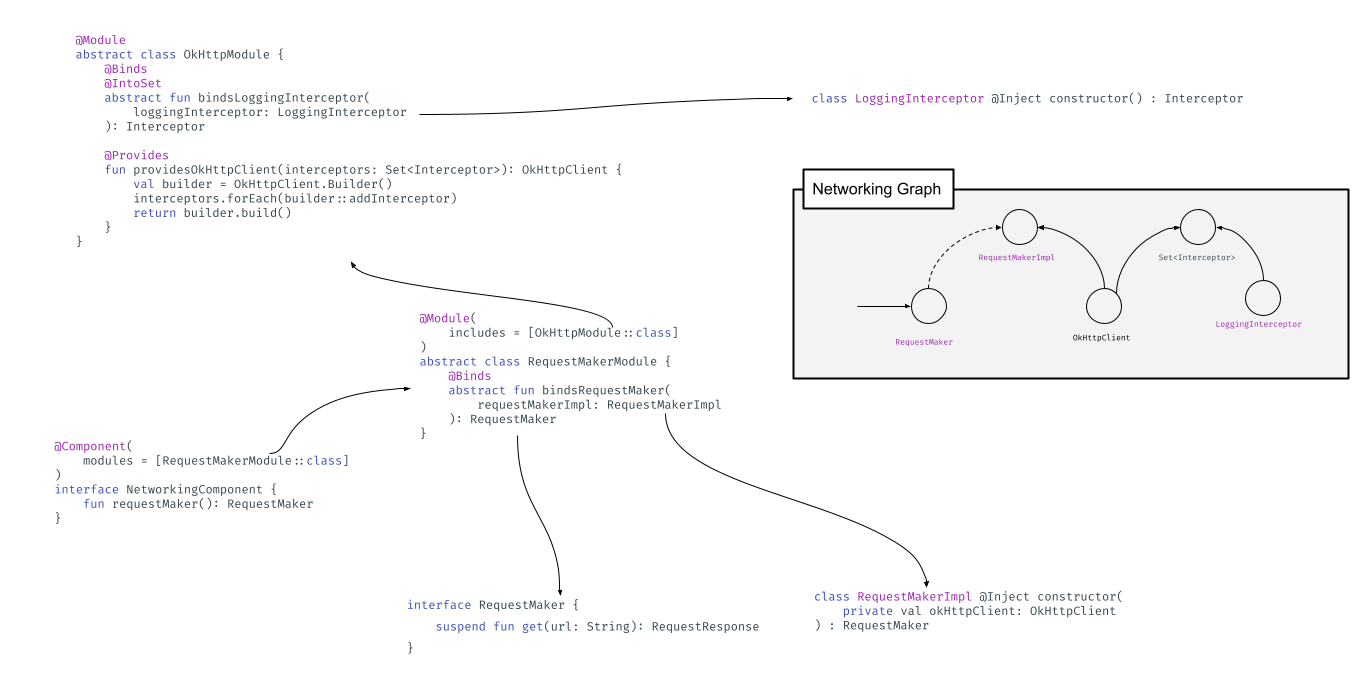 @Module
abstract class OkHttpModule {
    @Binds
    @IntoSet
    abstract fun bindsLoggingInterceptor(
        loggingInterceptor: LoggingInterceptor
    ): Interceptor

    @Provides
    fun providesOkHttpClient(interceptors: Set<Interceptor>): OkHttpClient {
        val builder = OkHttpClient.Builder()
        interceptors.forEach(builder::addInterceptor)
        return builder.build()
    }
}
class LoggingInterceptor @Inject constructor() : Interceptor
Networking Graph
RequestMakerImpl
Set<Interceptor>
LoggingInterceptor
OkHttpClient
RequestMaker
@Module(
    includes = [OkHttpModule::class]
)
abstract class RequestMakerModule {
    @Binds
    abstract fun bindsRequestMaker(
        requestMakerImpl: RequestMakerImpl
    ): RequestMaker
}
@Component(
    modules = [RequestMakerModule::class]
)
interface NetworkingComponent {
    fun requestMaker(): RequestMaker
}
interface RequestMaker {
    suspend fun get(url: String): RequestResponse
}
class RequestMakerImpl @Inject constructor(
    private val okHttpClient: OkHttpClient
) : RequestMaker